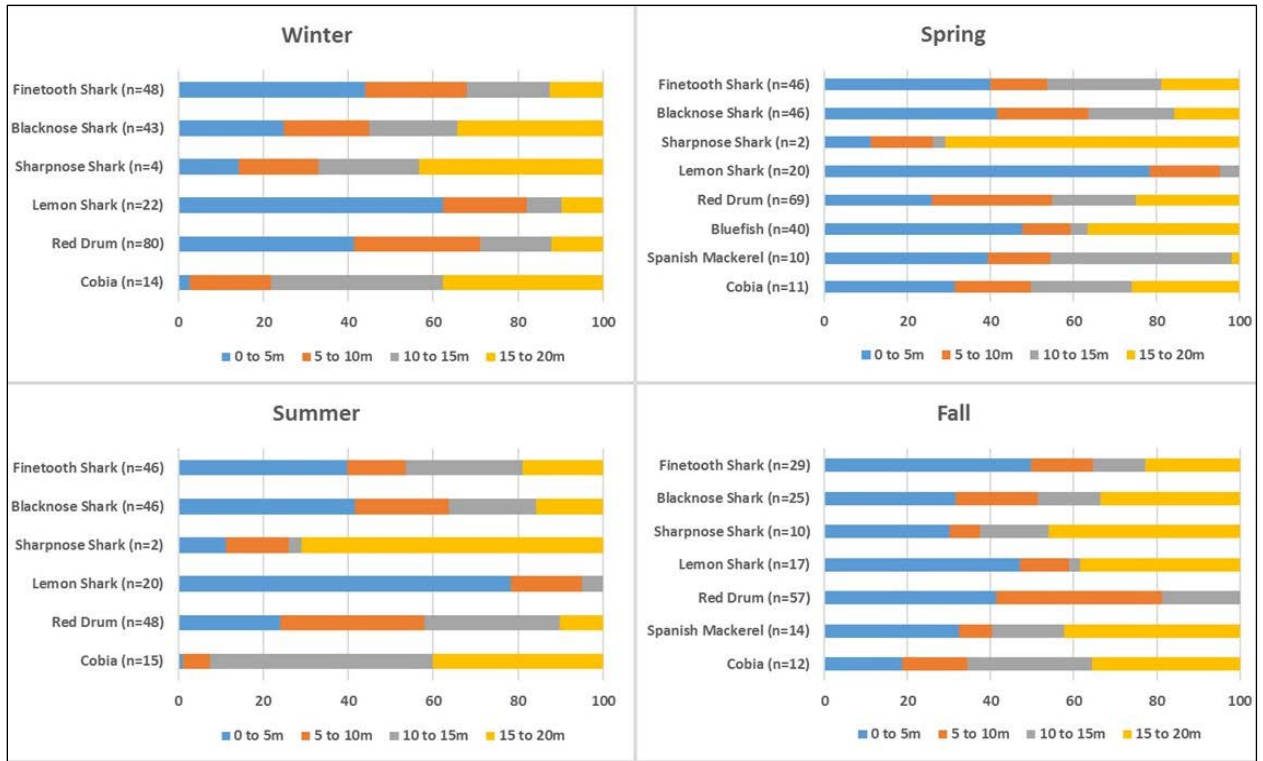 Winter
Finetooth Shark (n=48)
Blacknose Shark (n=43)
Sharpnose Shark (n=4)
Lemon Shark (n=22)
Red Drum (n=80)
Cobia (n=14)
0 20 40 60 80 100
0 to 5m 5 to 10m 10 to 15m 15 to 20m
Spring
Finetooth Shark (n=46)
Blacknose Shark (n=46)
Sharpnose Shark (n=2)
Lemon Shark (n=20)
Red Drum (n=69)
Bluefish (n=40)
Spanish Mackerel (n=10)
Cobia (n=11)
0 20 40 60 80 100
0 to 5m 5 to 10m 10 to 15m 15 to 20m
Summer
Finetooth Shark (n=46)
Blacknose Shark (n=46)
Sharpnose Shark (n=2)
Lemon Shark (n=20)
Red Drum (n=48)
Cobia (n=15)
0 20 40 60 80 100
0 to 5m 5 to 10m 10 to 15m 15 to 20m
Fall
Finetooth Shark (n=29)
Blacknose Shark (n=25)
Sharpnose Shark (n=10)
Lemon Shark (n=17)
Red Drum (n=57)
Spanish Mackerel (n=14)
Cobia (n=12)
0 20 40 60 80 100
0 to 5m 5 to 10m 10 to 15m 15 to 20m